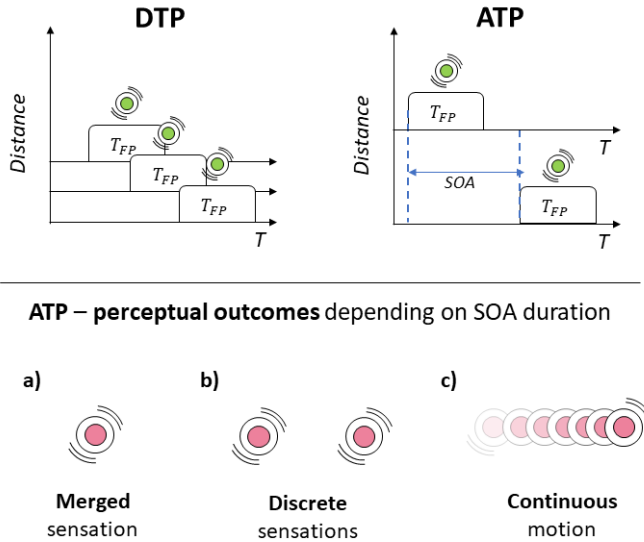 DTP
ATP
Distance
T_FP
T_FP
T_FP
T
Distance
T_FP
T
SOA
T_FP
T
ATP – perceptual outcomes depending on SOA duration
a)
b)
c)
Merged
sensation
Discrete
sensations
Continuous
motion